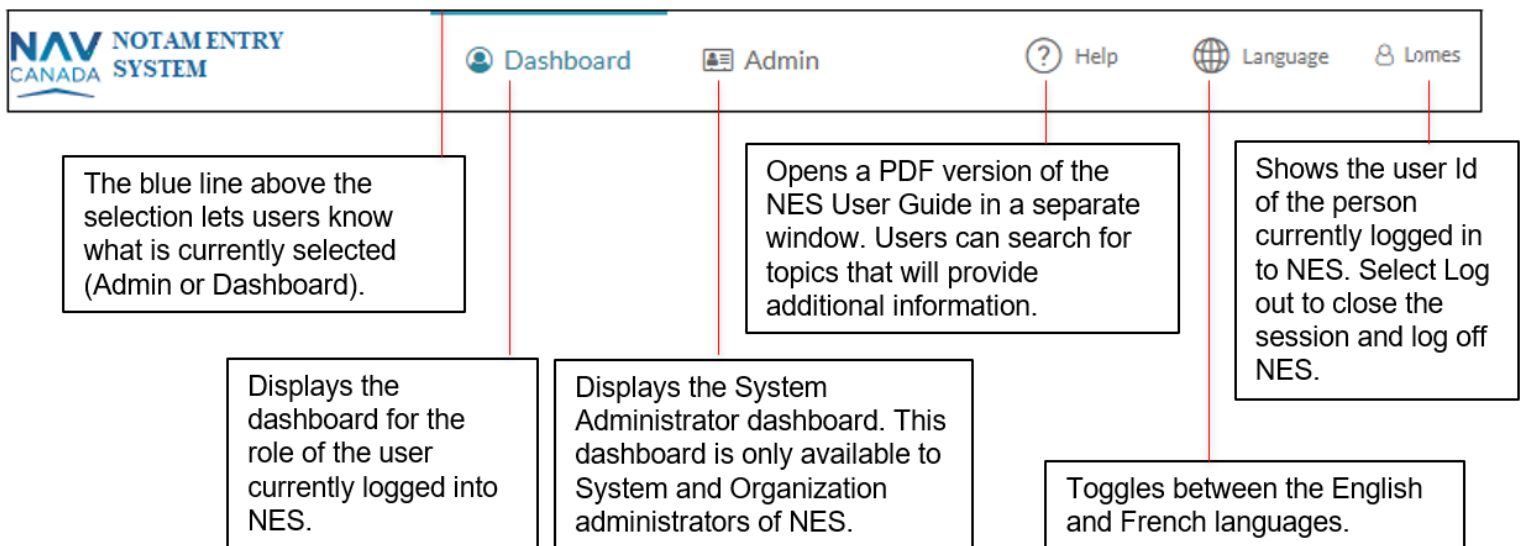 NAV CANADA
NOTAM ENTRY
SYSTEM
Dashboard
Admin
Help
Language
Lomes
The blue line above the
selection lets users know
what is currently selected
(Admin or Dashboard).
Opens a PDF version of the
NES User Guide in a separate
window. Users can search for
topics that will provide
additional information.
Shows the user Id
of the person
currently logged in
to NES. Select Log
out to close the
session and log off
NES.
Displays the
dashboard for the
role of the user
currently logged into
NES.
Displays the System
Administrator dashboard. This
dashboard is only available to
System and Organization
administrators of NES.
Toggles between the English
and French languages.